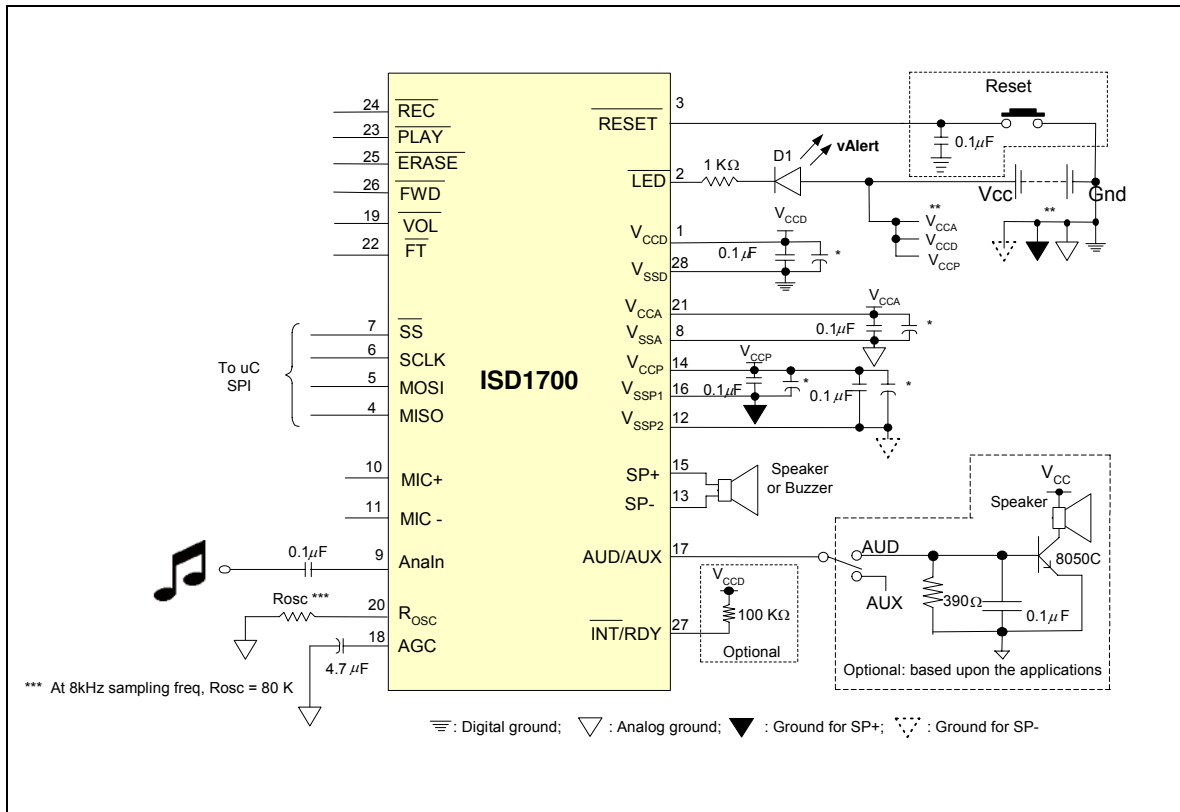 24 REC
23 PLAY
25 ERASE
26 FWD
19 VOL
22 FT
7 SS
6 SCLK
5 MOSI
4 MISO
To uC
SPI
10 MIC+
11 MIC -
0.1μF 9 AnaIn
Rosc *** 20 ROSC
18 AGC
4.7 μF
*** At 8kHz sampling freq, Rosc = 80 K
ISD1700
RESET 3
Reset
0.1μF
LED 2
1 KΩ
D1
vAlert
Vcc
Gnd
**
VCCA
VCCD
VCCP
**
VCCD 1
VCCD
0.1μF
*
VSSD 28
VCCA 21
VCCA
0.1μF
*
VSSA 8
VCCP 14
VCCP
0.1μF
*
0.1μF
*
VSSP1 16
VSSP2 12
SP+ 15
SP- 13
Speaker
or Buzzer
AUD/AUX 17
AUD
AUX
390Ω
0.1μF
VCC
Speaker
8050C
Optional: based upon the applications
INT/RDY 27
VCCD
100 KΩ
Optional
: Digital ground; : Analog ground; : Ground for SP+; : Ground for SP-